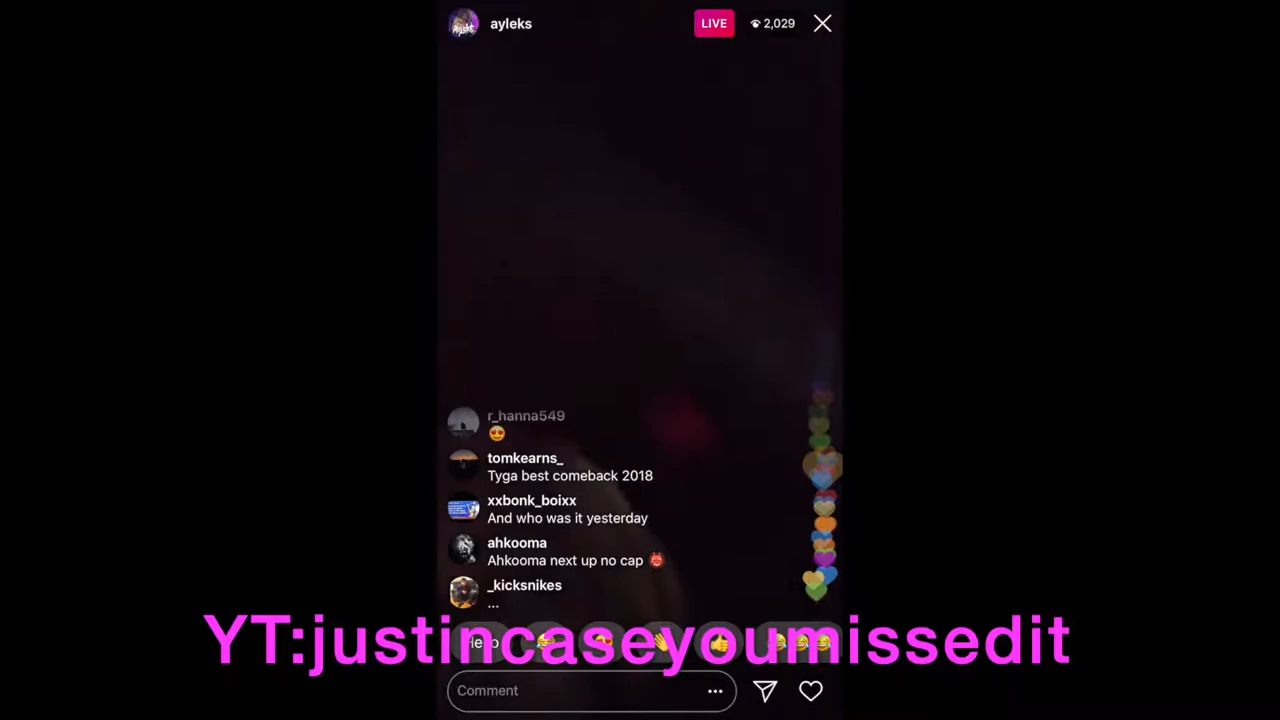 ayleks
LIVE
2,029
r_hanna549
😍
tomkearns_
Tyga best comeback 2018
xxbonk_boixx
And who was it yesterday
ahkooma
Ahkooma next up no cap 👹
_kicksnikes
...
Hello
YT:justincaseyoumissedit
Comment